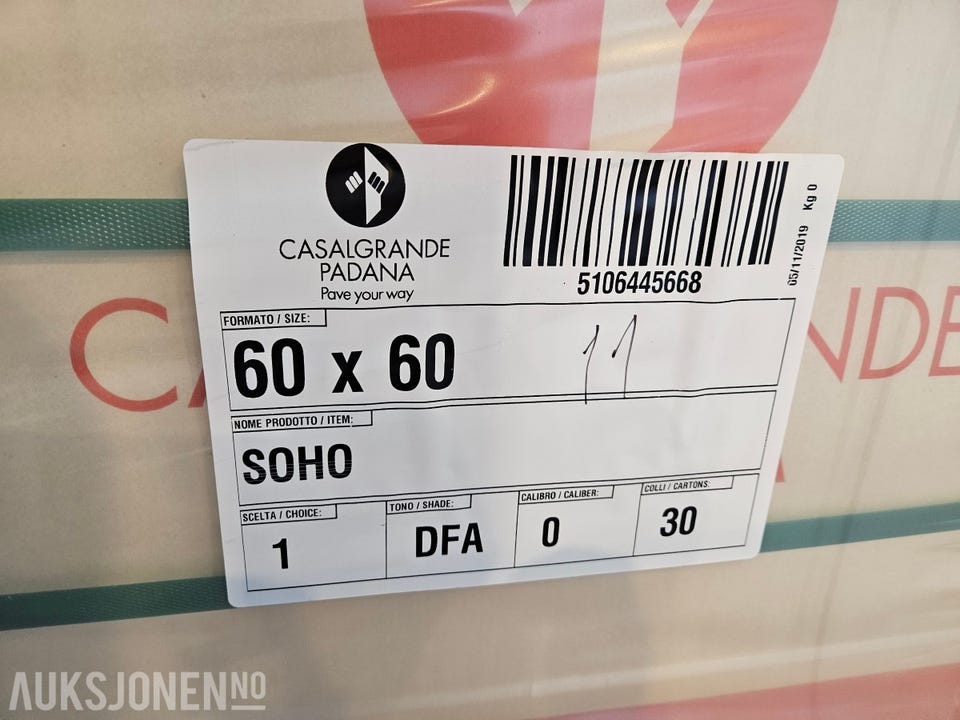 CASALGRANDE
PADANA
Pave your way
5106445668
05/11/2019 Kg 0
FORMATO / SIZE:
60 x 60
11
NOME PRODOTTO / ITEM:
SOHO
SCELTA / CHOICE:
1
TONO / SHADE:
DFA
CALIBRO / CALIBER:
0
COLLI / CARTONS:
30
NDE
AUKSJONEN.NO